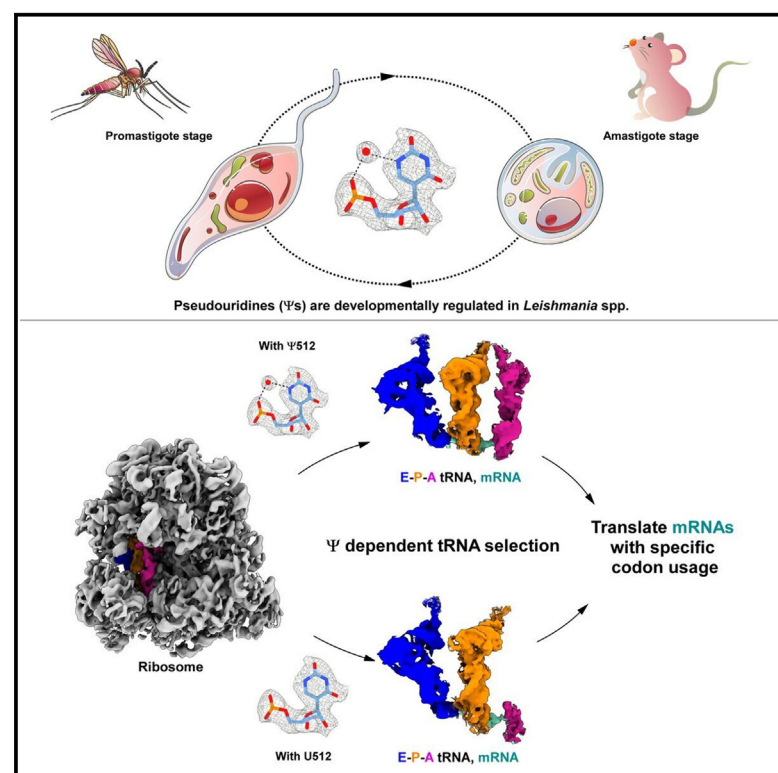 Promastigote stage
Amastigote stage
Pseudouridines (Ψs) are developmentally regulated in Leishmania spp.
With Ψ512
E-P-A tRNA, mRNA
Ψ dependent tRNA selection
Translate mRNAs
with specific
codon usage
Ribosome
With U512
E-P-A tRNA, mRNA